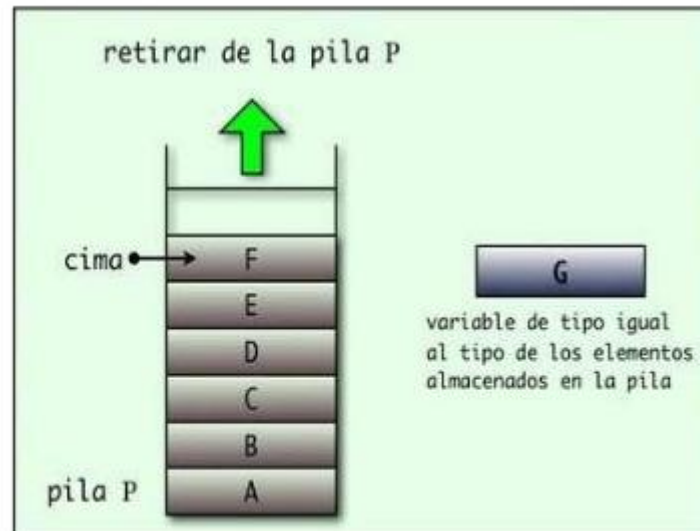 retirar de la pila P
cima
F
E
D
C
B
pila P
A
G
variable de tipo igual
al tipo de los elementos
almacenados en la pila